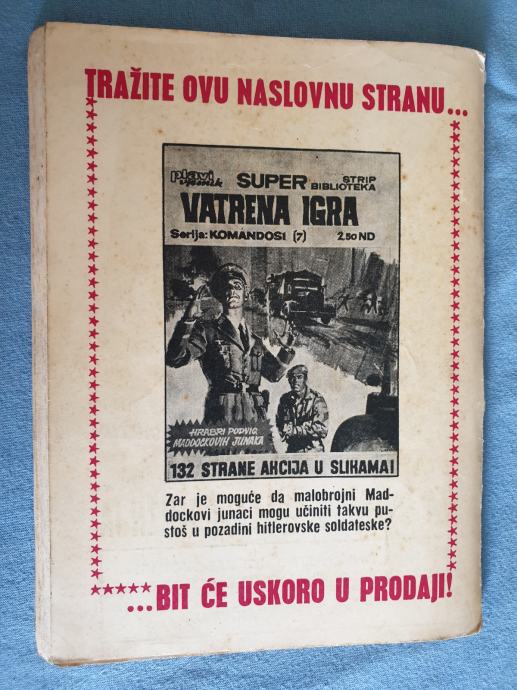 TRAŽITE OVU NASLOVNU STRANU...
plavi vjesnik SUPER STRIP BIBLIOTEKA
VATRENA IGRA
Serija: KOMANDOSI (7) 2.50 ND
HRABRI PODVIG
MADDOCKOVIH JUNAKA
132 STRANE AKCIJA U SLIKAMA!
Zar je moguće da malobrojni Mad-
dockovi junaci mogu učiniti takvu pu-
stoš u pozadini hitlerovske soldateske?
...BIT ĆE USKORO U PRODAJI!